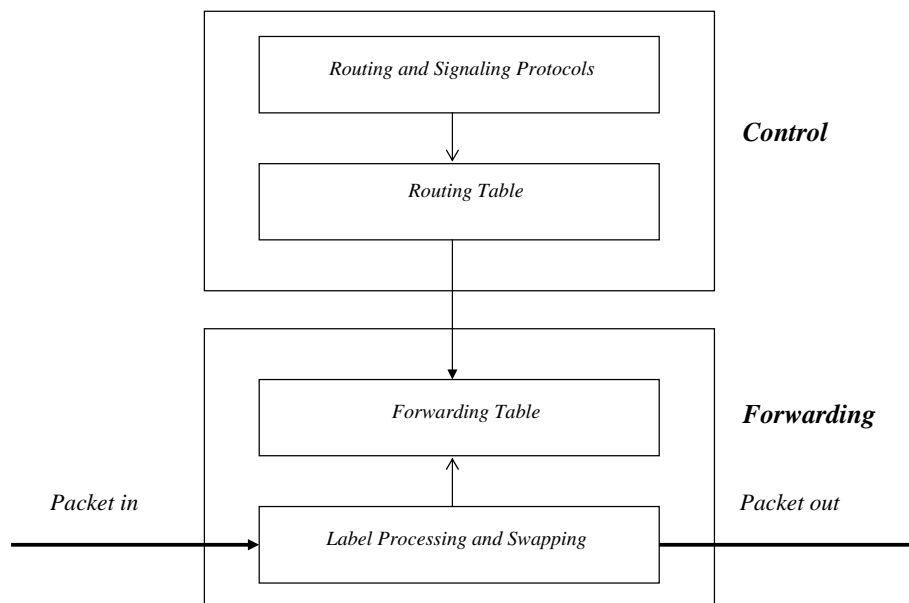 Routing and Signaling Protocols
Control
Routing Table
Forwarding Table
Forwarding
Packet in
Packet out
Label Processing and Swapping